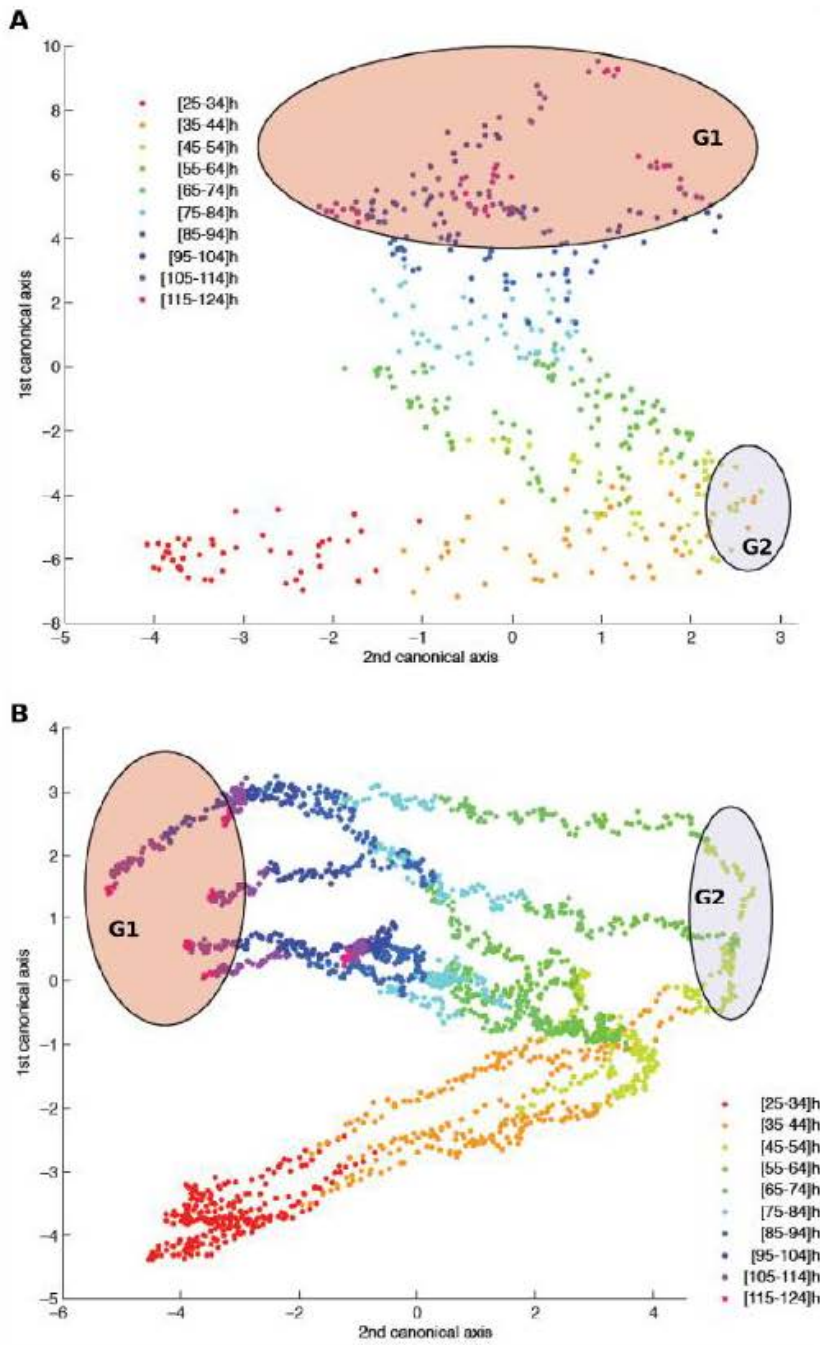 A
10
8
6
4
2
0
−2
−4
−6
−8
1st canonical axis
[25-34]h
[35-44]h
[45-54]h
[55-64]h
[65-74]h
[75-84]h
[85-94]h
[95-104]h
[105-114]h
[115-124]h
G1
G2
−5
−4
−3
−2
−1
0
1
2
3
2nd canonical axis
B
4
3
2
1
0
−1
−2
−3
−4
−5
1st canonical axis
G1
G2
[25-34]h
[35-44]h
[45-54]h
[55-64]h
[65-74]h
[75-84]h
[85-94]h
[95-104]h
[105-114]h
[115-124]h
−6
−4
−2
0
2
4
2nd canonical axis